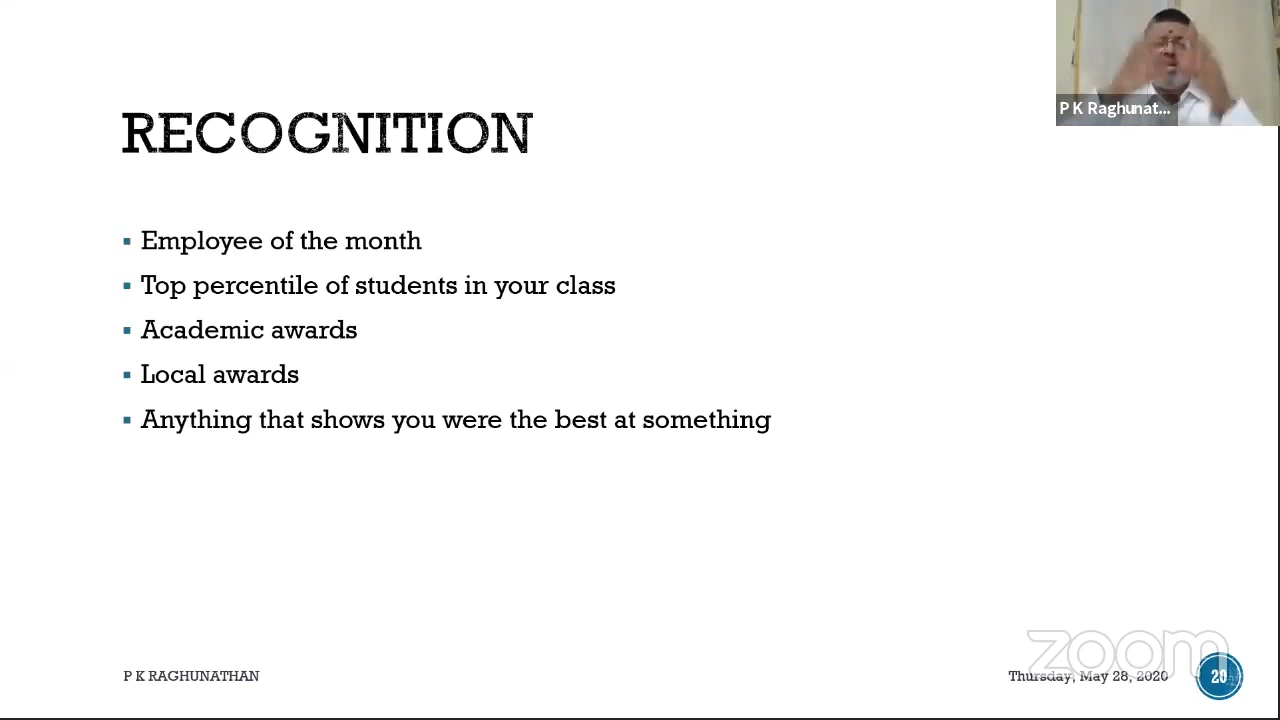 P K Raghunat...
RECOGNITION
Employee of the month
Top percentile of students in your class
Academic awards
Local awards
Anything that shows you were the best at something
zoom
P K RAGHUNATHAN
Thursday, May 28, 2020
20